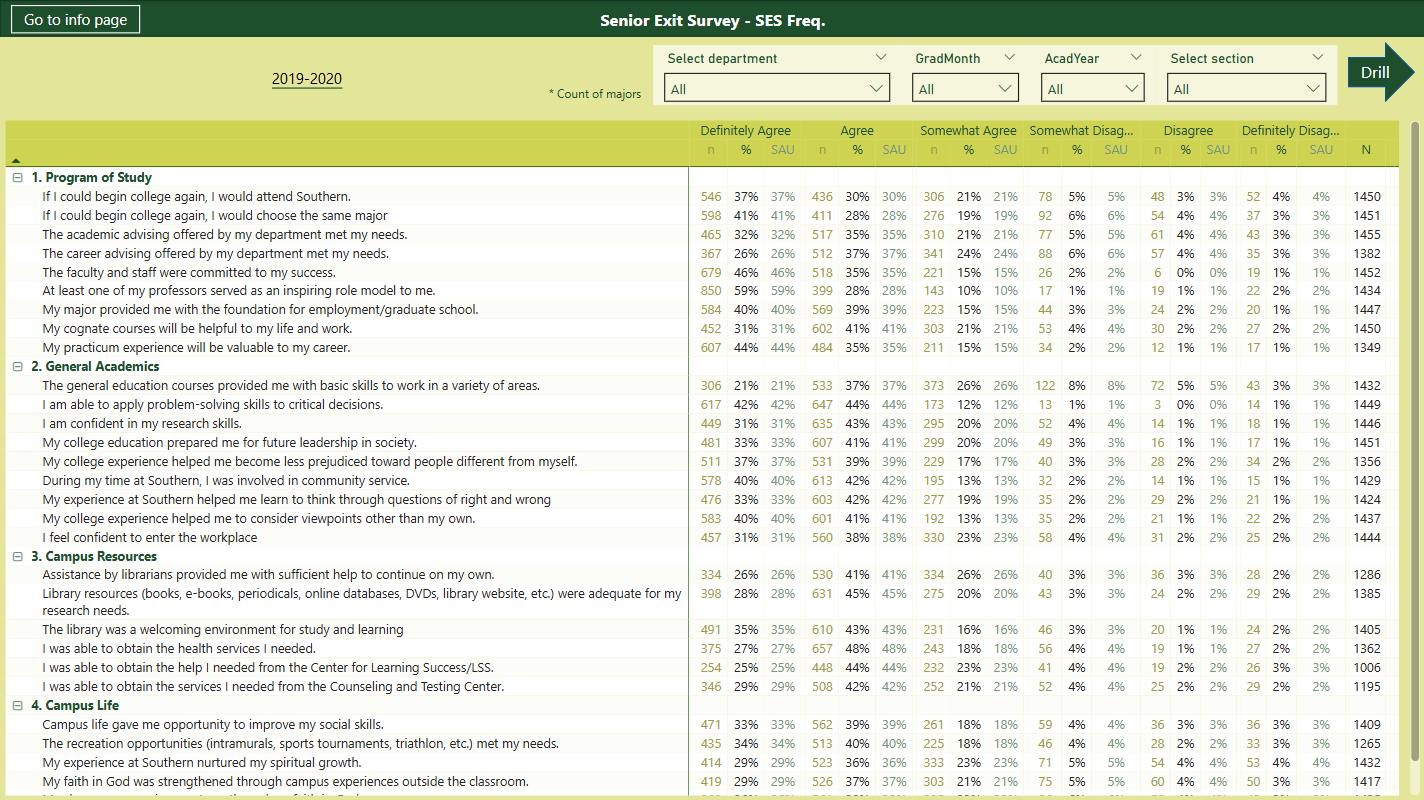 Go to info page
Senior Exit Survey - SES Freq.
2019-2020
* Count of majors
Select department GradMonth AcadYear Select section
All All All All
Drill
Definitely Agree Agree Somewhat Agree Somewhat Disag... Disagree Definitely Disag...
n % SAU n % SAU n % SAU n % SAU n % SAU n % SAU N
1. Program of Study
If I could begin college again, I would attend Southern. 546 37% 37% 436 30% 30% 306 21% 21% 78 5% 5% 48 3% 3% 52 4% 4% 1450
If I could begin college again, I would choose the same major 598 41% 41% 411 28% 28% 276 19% 19% 92 6% 6% 54 4% 4% 37 3% 3% 1451
The academic advising offered by my department met my needs. 465 32% 32% 517 35% 35% 310 21% 21% 77 5% 5% 61 4% 4% 43 3% 3% 1455
The career advising offered by my department met my needs. 367 26% 26% 512 37% 37% 341 24% 24% 88 6% 6% 57 4% 4% 35 3% 3% 1382
The faculty and staff were committed to my success. 679 46% 46% 518 35% 35% 221 15% 15% 26 2% 2% 6 0% 0% 19 1% 1% 1452
At least one of my professors served as an inspiring role model to me. 850 59% 59% 399 28% 28% 143 10% 10% 17 1% 1% 19 1% 1% 22 2% 2% 1434
My major provided me with the foundation for employment/graduate school. 584 40% 40% 569 39% 39% 223 15% 15% 44 3% 3% 24 2% 2% 20 1% 1% 1447
My cognate courses will be helpful to my life and work. 452 31% 31% 602 41% 41% 303 21% 21% 53 4% 4% 30 2% 2% 27 2% 2% 1450
My practicum experience will be valuable to my career. 607 44% 44% 484 35% 35% 211 15% 15% 34 2% 2% 12 1% 1% 17 1% 1% 1349
2. General Academics
The general education courses provided me with basic skills to work in a variety of areas. 306 21% 21% 533 37% 37% 373 26% 26% 122 8% 8% 72 5% 5% 43 3% 3% 1432
I am able to apply problem-solving skills to critical decisions. 617 42% 42% 647 44% 44% 173 12% 12% 13 1% 1% 3 0% 0% 14 1% 1% 1449
I am confident in my research skills. 449 31% 31% 635 43% 43% 295 20% 20% 52 4% 4% 14 1% 1% 18 1% 1% 1446
My college education prepared me for future leadership in society. 481 33% 33% 607 41% 41% 299 20% 20% 49 3% 3% 16 1% 1% 17 1% 1% 1451
My college experience helped me become less prejudiced toward people different from myself. 511 37% 37% 531 39% 39% 229 17% 17% 40 3% 3% 28 2% 2% 34 2% 2% 1356
During my time at Southern, I was involved in community service. 578 40% 40% 613 42% 42% 195 13% 13% 32 2% 2% 14 1% 1% 15 1% 1% 1429
My experience at Southern helped me learn to think through questions of right and wrong 476 33% 33% 603 42% 42% 277 19% 19% 35 2% 2% 29 2% 2% 21 1% 1% 1424
My college experience helped me to consider viewpoints other than my own. 583 40% 40% 601 41% 41% 192 13% 13% 35 2% 2% 21 1% 1% 22 2% 2% 1437
I feel confident to enter the workplace 457 31% 31% 560 38% 38% 330 23% 23% 58 4% 4% 31 2% 2% 25 2% 2% 1444
3. Campus Resources
Assistance by librarians provided me with sufficient help to continue on my own. 334 26% 26% 530 41% 41% 334 26% 26% 40 3% 3% 36 3% 3% 28 2% 2% 1286
Library resources (books, e-books, periodicals, online databases, DVDs, library website, etc.) were adequate for my 398 28% 28% 631 45% 45% 275 20% 20% 43 3% 3% 24 2% 2% 29 2% 2% 1385
research needs.
The library was a welcoming environment for study and learning 491 35% 35% 610 43% 43% 231 16% 16% 46 3% 3% 20 1% 1% 24 2% 2% 1405
I was able to obtain the health services I needed. 375 27% 27% 657 48% 48% 243 18% 18% 56 4% 4% 19 1% 1% 27 2% 2% 1362
I was able to obtain the help I needed from the Center for Learning Success/LSS. 254 25% 25% 448 44% 44% 232 23% 23% 41 4% 4% 19 2% 2% 26 3% 3% 1006
I was able to obtain the services I needed from the Counseling and Testing Center. 346 29% 29% 508 42% 42% 252 21% 21% 52 4% 4% 25 2% 2% 29 2% 2% 1195
4. Campus Life
Campus life gave me opportunity to improve my social skills. 471 33% 33% 562 39% 39% 261 18% 18% 59 4% 4% 36 3% 3% 36 3% 3% 1409
The recreation opportunities (intramurals, sports tournaments, triathlon, etc.) met my needs. 435 34% 34% 513 40% 40% 225 18% 18% 46 4% 4% 28 2% 2% 33 3% 3% 1265
My experience at Southern nurtured my spiritual growth. 414 29% 29% 523 36% 36% 333 23% 23% 71 5% 5% 54 4% 4% 53 4% 4% 1432
My faith in God was strengthened through campus experiences outside the classroom. 419 29% 29% 526 37% 37% 303 21% 21% 75 5% 5% 60 4% 4% 50 3% 3% 1417